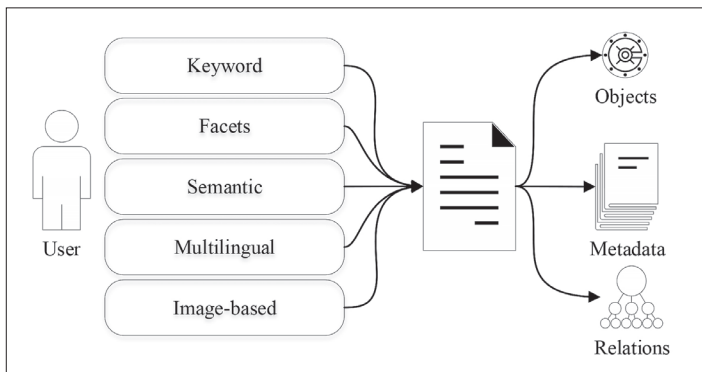 Keyword
Facets
Semantic
Multilingual
Image-based
User
Objects
Metadata
Relations